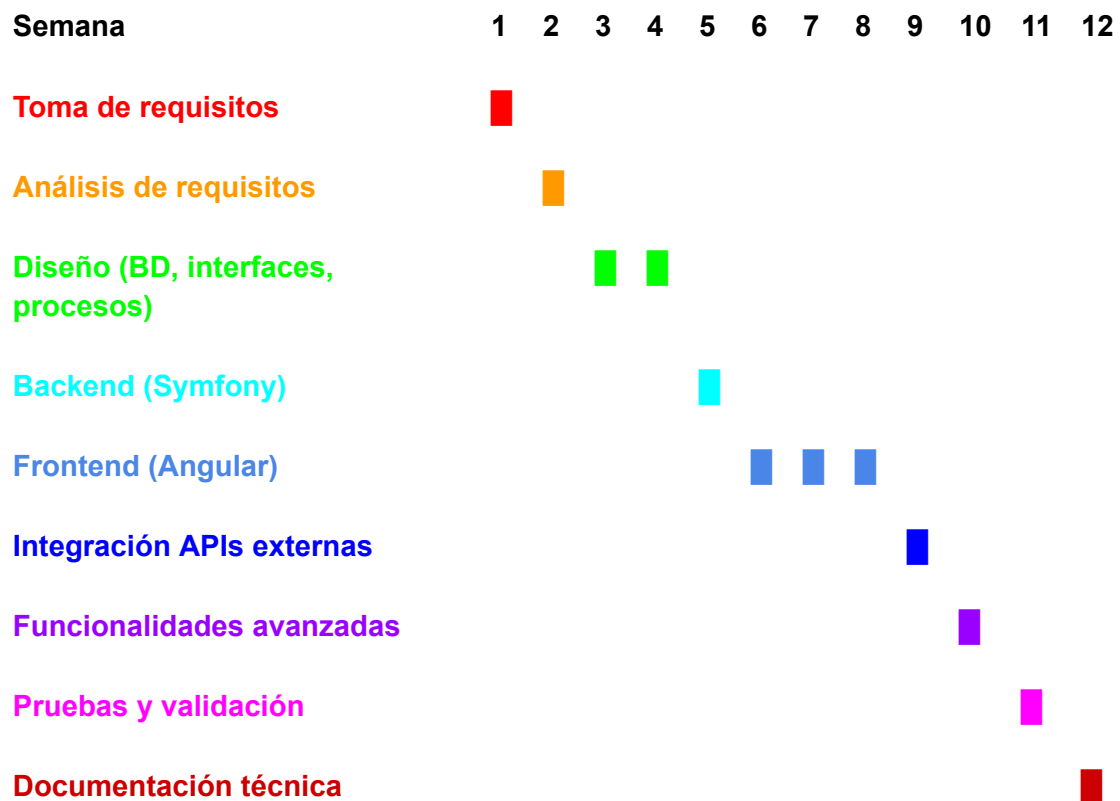 Semana 1 2 3 4 5 6 7 8 9 10 11 12
Toma de requisitos
Análisis de requisitos
Diseño (BD, interfaces,
procesos)
Backend (Symfony)
Frontend (Angular)
Integración APIs externas
Funcionalidades avanzadas
Pruebas y validación
Documentación técnica